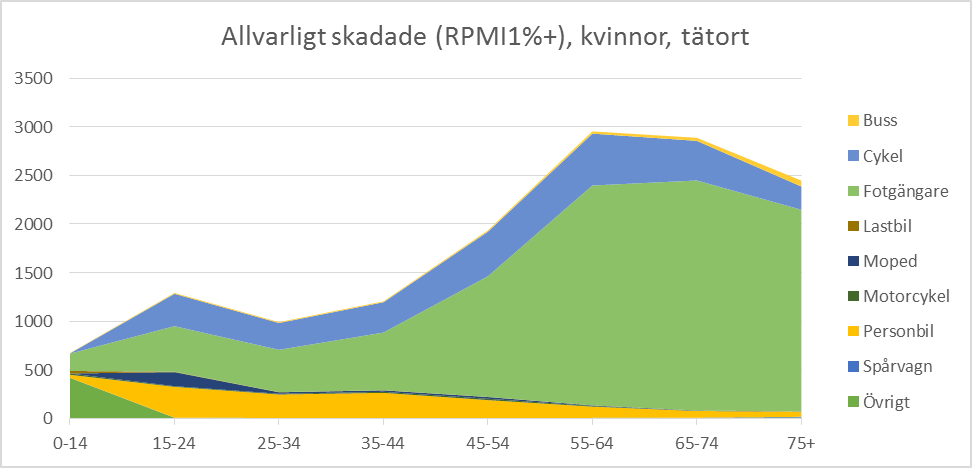 Allvarligt skadade (RPMI1%+), kvinnor, tätort
3500
3000
2500
2000
1500
1000
500
0
0-14 15-24 25-34 35-44 45-54 55-64 65-74 75+
Buss
Cykel
Fotgängare
Lastbil
Moped
Motorcykel
Personbil
Spårvagn
Övrigt